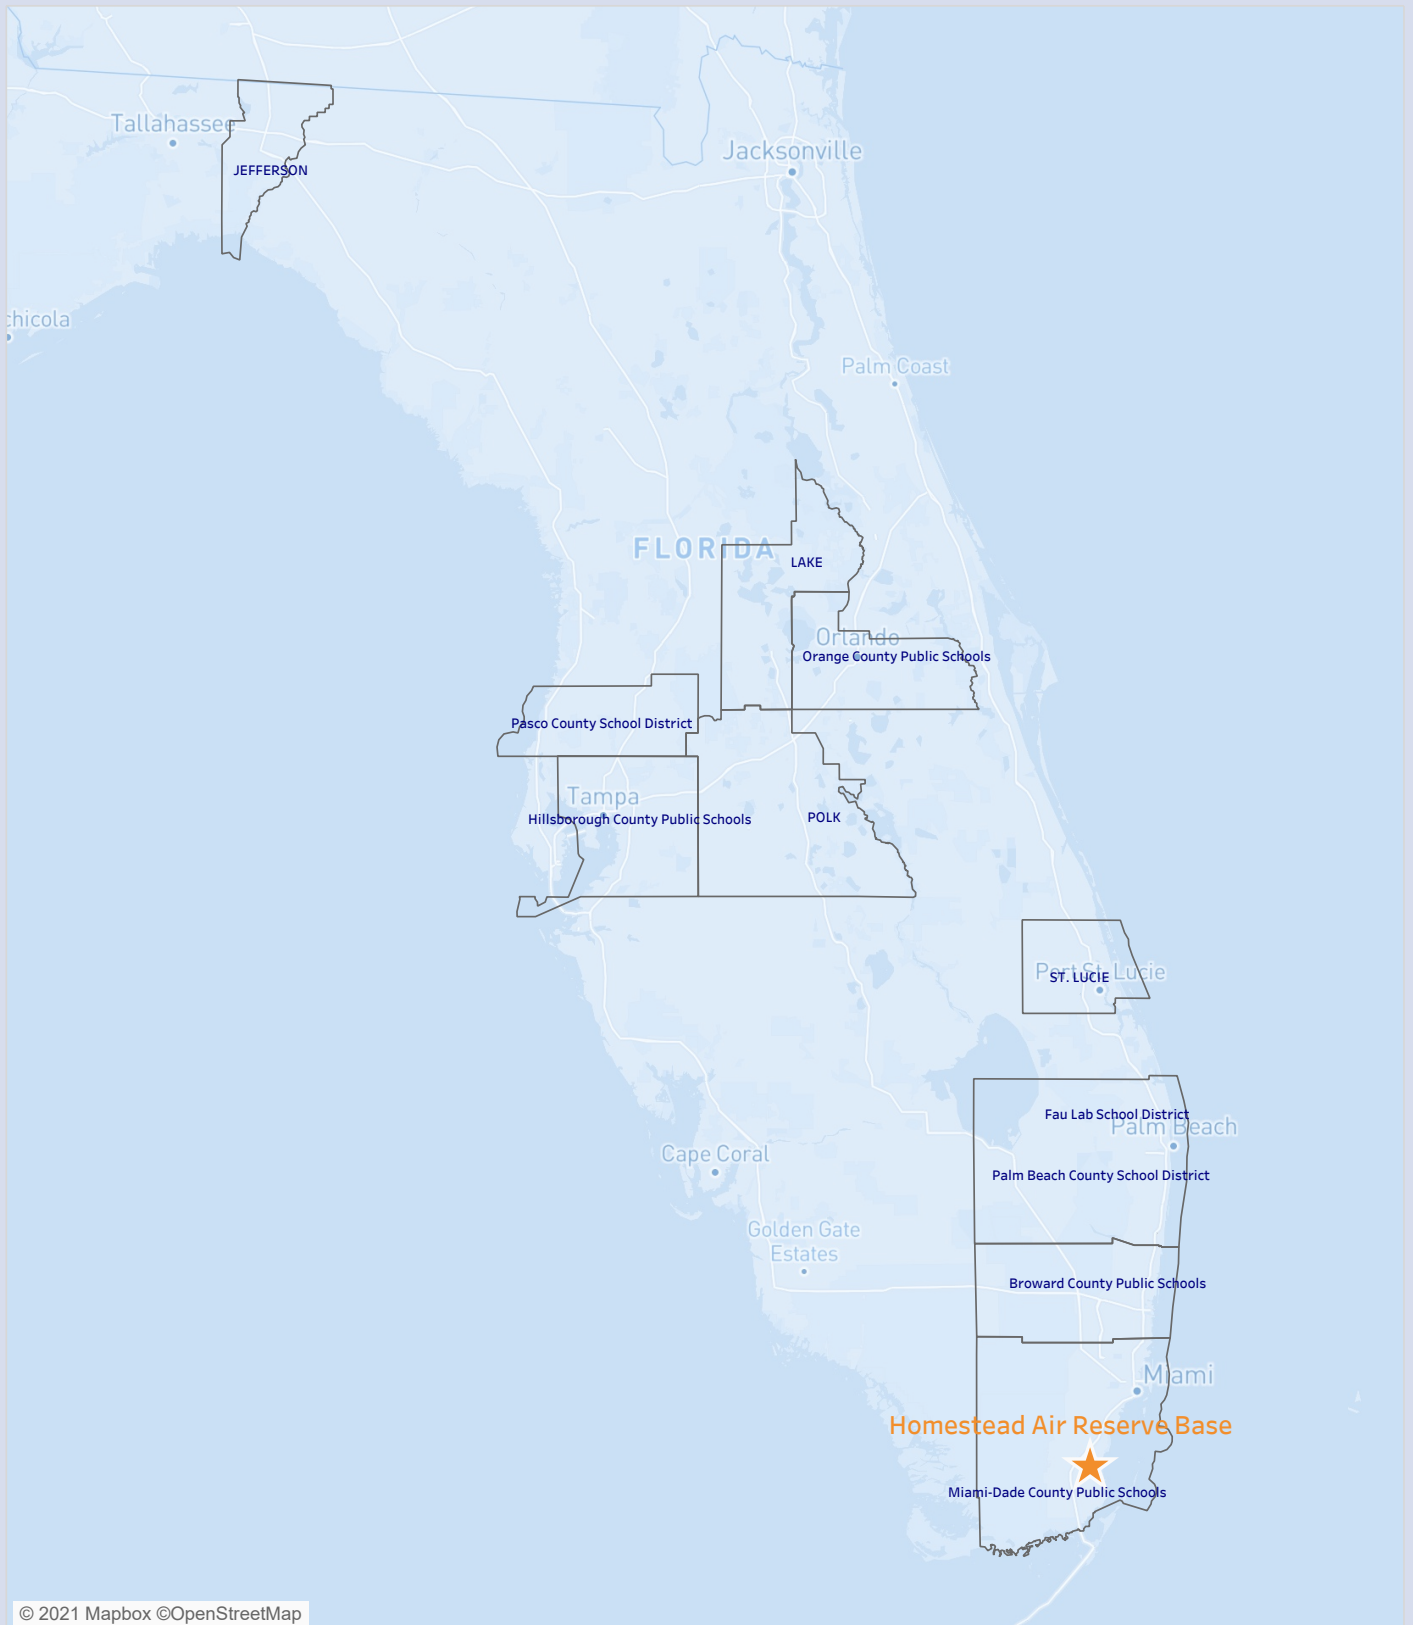 Tallahassee
Jacksonville
JEFFERSON
chicola
Palm Coast
FLORIDA
LAKE
Orlando
Orange County Public Schools
Pasco County School District
Tampa
Hillsborough County Public Schools
POLK
Port St. Lucie
ST. LUCIE
Fau Lab School District
Palm Beach
Cape Coral
Palm Beach County School District
Golden Gate
Estates
Broward County Public Schools
Miami
Homestead Air Reserve Base
Miami-Dade County Public Schools
© 2021 Mapbox ©OpenStreetMap